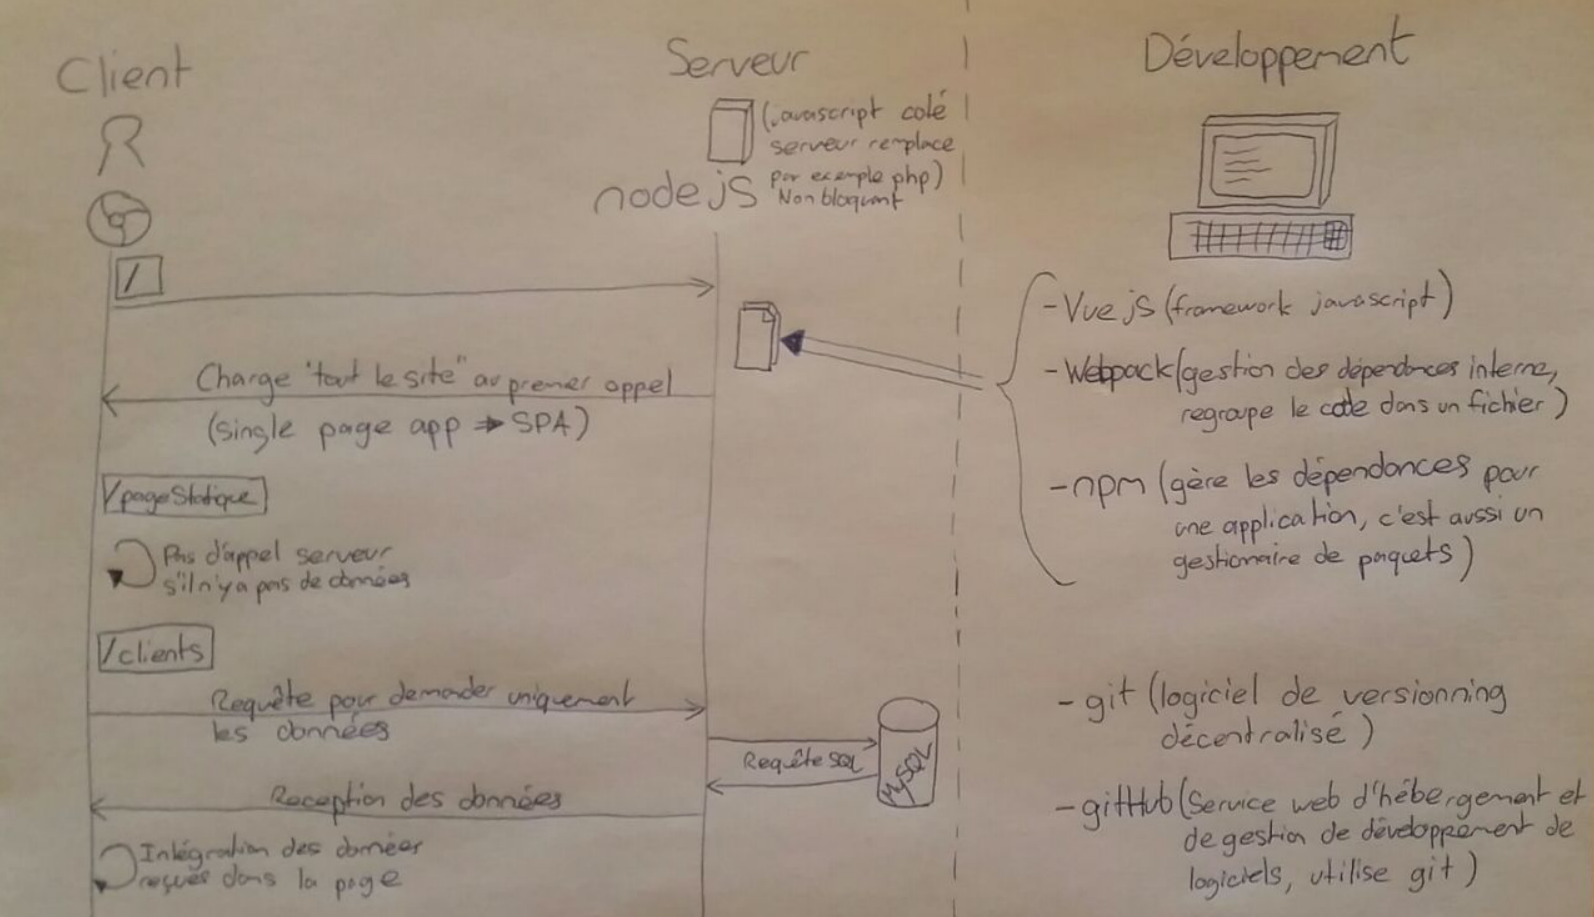 Client
Serveur
(javascript coté
serveur remplace
par exemple php)
Non bloquant
node js
/
Charge "tout le site" au premier appel
(single page app → SPA)
/pageStatique
Pas d'appel serveur
s'il n'y a pas de données
/clients
Requête pour demander uniquement
les données
Requête SQL
MySQL
Reception des données
Intégration des données
reçues dans la page
Développement
- Vue js (framework javascript)
- Webpack (gestion des dépendances interne,
regroupe le code dans un fichier)
- npm (gère les dépendances pour
une application, c'est aussi un
gestionaire de paquets)
- git (logiciel de versionning
décentralisé)
- gitHub (Service web d'hébergement et
de gestion de développement de
logiciels, utilise git)